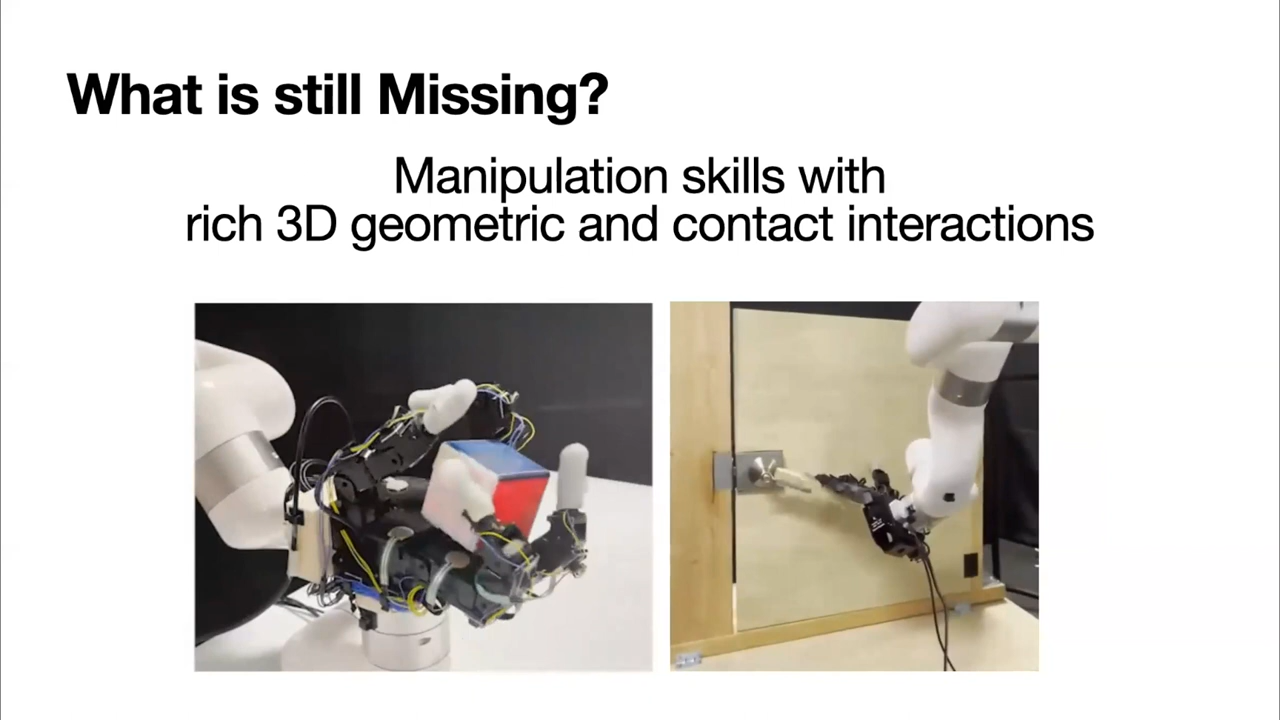 What is still Missing?
Manipulation skills with
rich 3D geometric and contact interactions